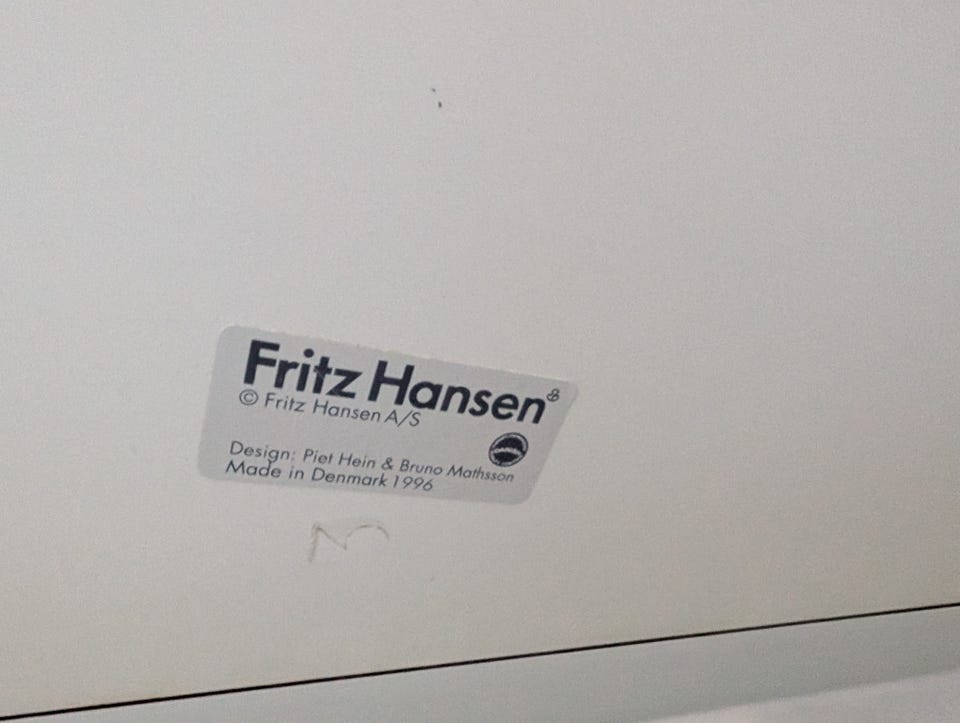 Fritz Hansen
© Fritz Hansen A/S
Design: Piet Hein & Bruno Mathsson
Made in Denmark 1996